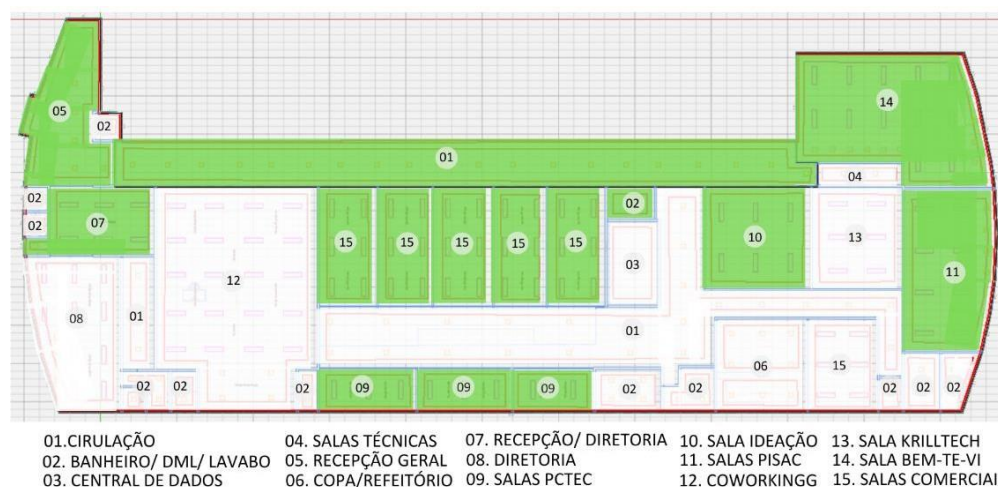 05
02
14
01
04
02
02
02
07
15
15
15
15
15
10
13
03
11
12
08
01
01
06
15
02
02
02
09
09
09
02
02
02
02
02
01.CIRULAÇÃO
02. BANHEIRO/ DML/ LAVABO
03. CENTRAL DE DADOS
04. SALAS TÉCNICAS
05. RECEPÇÃO GERAL
06. COPA/REFEITÓRIO
07. RECEPÇÃO/ DIRETORIA
08. DIRETORIA
09. SALAS PCTEC
10. SALA IDEAÇÃO
11. SALAS PISAC
12. COWORKINGG
13. SALA KRILLTECH
14. SALA BEM-TE-VI
15. SALAS COMERCIAI